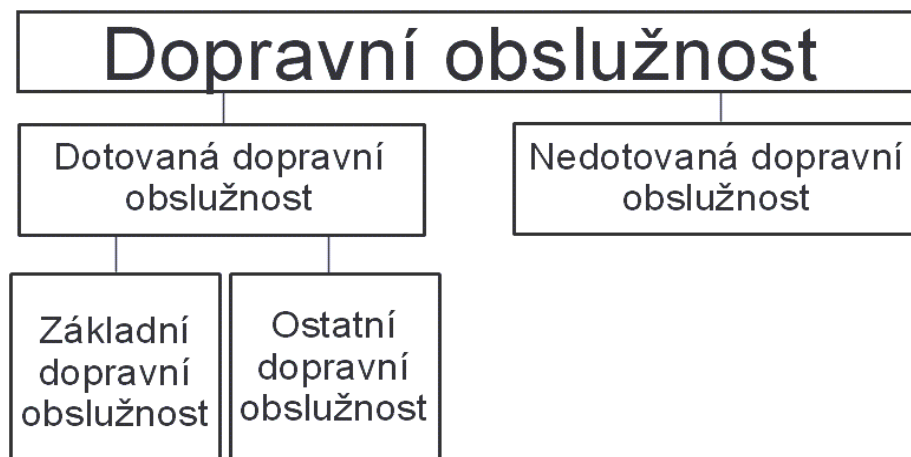 Dopravní obslužnost
Dotovaná dopravní
obslužnost
Nedotovaná dopravní
obslužnost
Základní
dopravní
obslužnost
Ostatní
dopravní
obslužnost